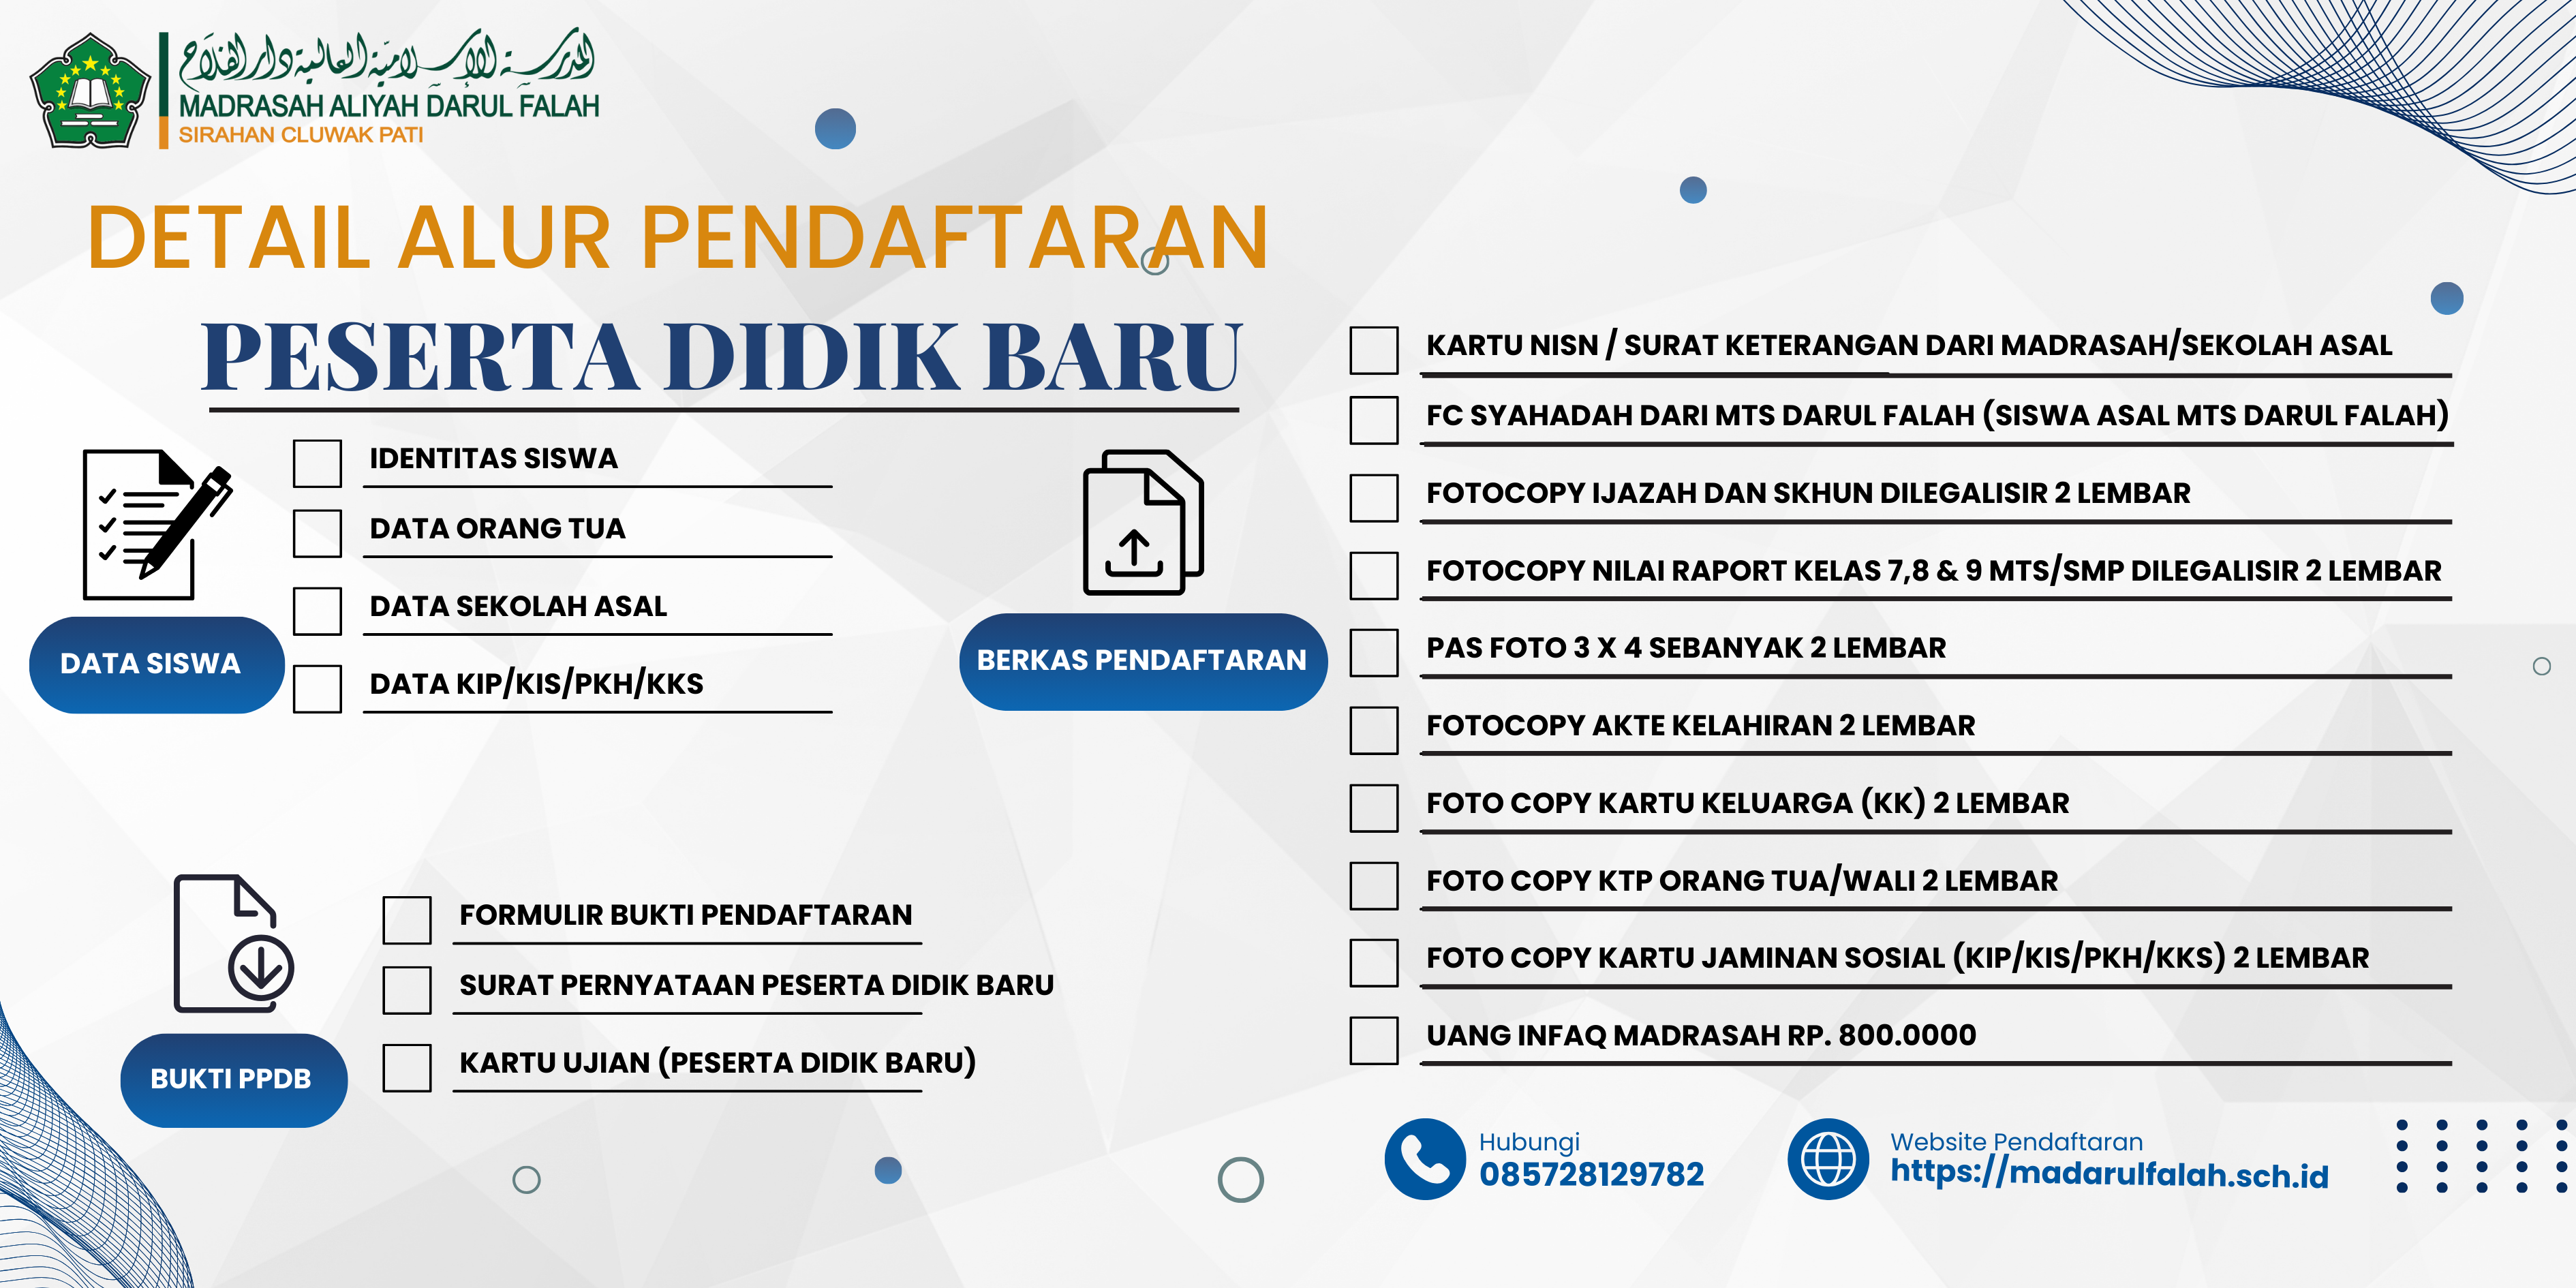 المدرسة الإسلامية العالية دار الفلاح
MADRASAH ALIYAH DARUL FALAH
SIRAHAN CLUWAK PATI
DETAIL ALUR PENDAFTARAN
PESERTA DIDIK BARU
DATA SISWA
IDENTITAS SISWA
DATA ORANG TUA
DATA SEKOLAH ASAL
DATA KIP/KIS/PKH/KKS
BUKTI PPDB
FORMULIR BUKTI PENDAFTARAN
SURAT PERNYATAAN PESERTA DIDIK BARU
KARTU UJIAN (PESERTA DIDIK BARU)
BERKAS PENDAFTARAN
KARTU NISN / SURAT KETERANGAN DARI MADRASAH/SEKOLAH ASAL
FC SYAHADAH DARI MTS DARUL FALAH (SISWA ASAL MTS DARUL FALAH)
FOTOCOPY IJAZAH DAN SKHUN DILEGALISIR 2 LEMBAR
FOTOCOPY NILAI RAPORT KELAS 7,8 & 9 MTS/SMP DILEGALISIR 2 LEMBAR
PAS FOTO 3 X 4 SEBANYAK 2 LEMBAR
FOTOCOPY AKTE KELAHIRAN 2 LEMBAR
FOTO COPY KARTU KELUARGA (KK) 2 LEMBAR
FOTO COPY KTP ORANG TUA/WALI 2 LEMBAR
FOTO COPY KARTU JAMINAN SOSIAL (KIP/KIS/PKH/KKS) 2 LEMBAR
UANG INFAQ MADRASAH RP. 800.0000
Hubungi
085728129782
Website Pendaftaran
https://madarulfalah.sch.id